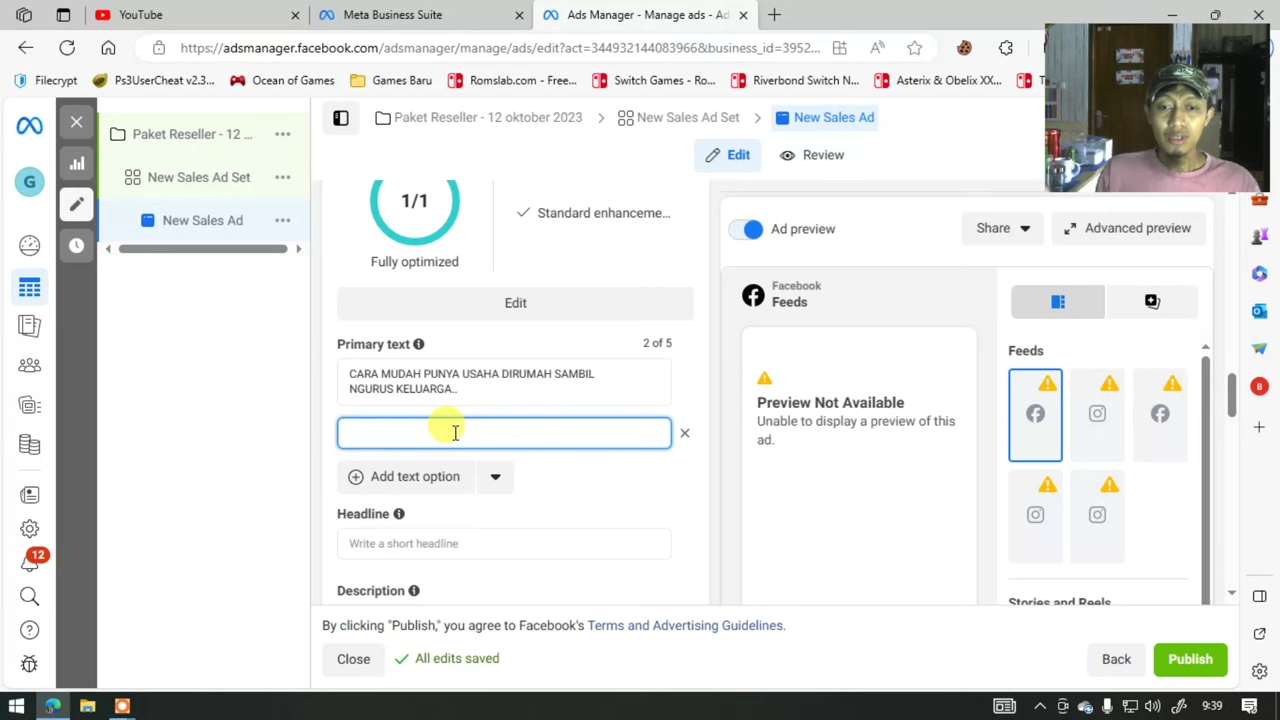 YouTube
Meta Business Suite
Ads Manager - Manage ads - Ad
https://adsmanager.facebook.com/adsmanager/manage/ads/edit?act=344932144083966&business_id=3952...
Filecrypt
Ps3UserCheat v2.3...
Ocean of Games
Games Baru
Romslab.com - Free...
Switch Games - Ro...
Riverbond Switch N...
Asterix & Obelix XX...
Paket Reseller - 12 ...
New Sales Ad Set
New Sales Ad
G
12
Paket Reseller - 12 oktober 2023
New Sales Ad Set
New Sales Ad
Edit
Review
1/1
Fully optimized
Standard enhanceme...
Edit
Primary text
2 of 5
CARA MUDAH PUNYA USAHA DIRUMAH SAMBIL
NGURUS KELUARGA..
Add text option
Headline
Write a short headline
Description
Ad preview
Share
Advanced preview
Facebook
Feeds
Preview Not Available
Unable to display a preview of this
ad.
Feeds
Stories and Reels
By clicking "Publish," you agree to Facebook's Terms and Advertising Guidelines.
Close
All edits saved
Back
Publish
B
9:39